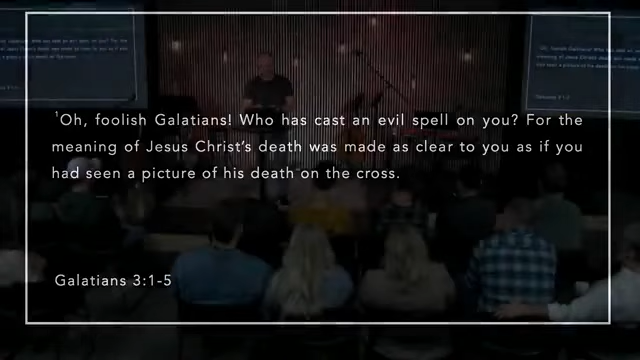 ¹Oh, foolish Galatians! Who has cast an evil spell on you? For the
meaning of Jesus Christ's death was made as clear to you as if you
had seen a picture of his death on the cross.
Galatians 3:1-5